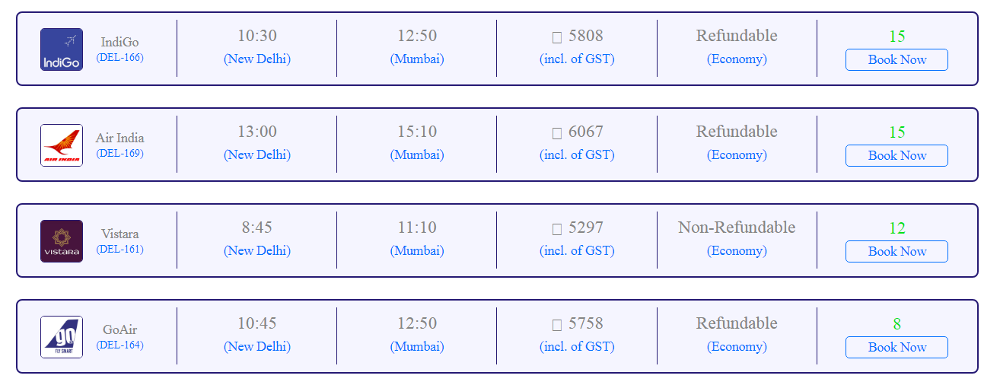 10:30 12:50 5808 Refundable 15
IndiGo
IndiGo (DEL-166) (New Delhi) (Mumbai) (incl. of GST) (Economy) Book Now
13:00 15:10 6067 Refundable 15
Air India
AIR INDIA (DEL-169) (New Delhi) (Mumbai) (incl. of GST) (Economy) Book Now
8:45 11:10 5297 Non-Refundable 12
Vistara
VISTARA (DEL-161) (New Delhi) (Mumbai) (incl. of GST) (Economy) Book Now
10:45 12:50 5758 Refundable 8
go GoAir
FLY SMART (DEL-164) (New Delhi) (Mumbai) (incl. of GST) (Economy) Book Now